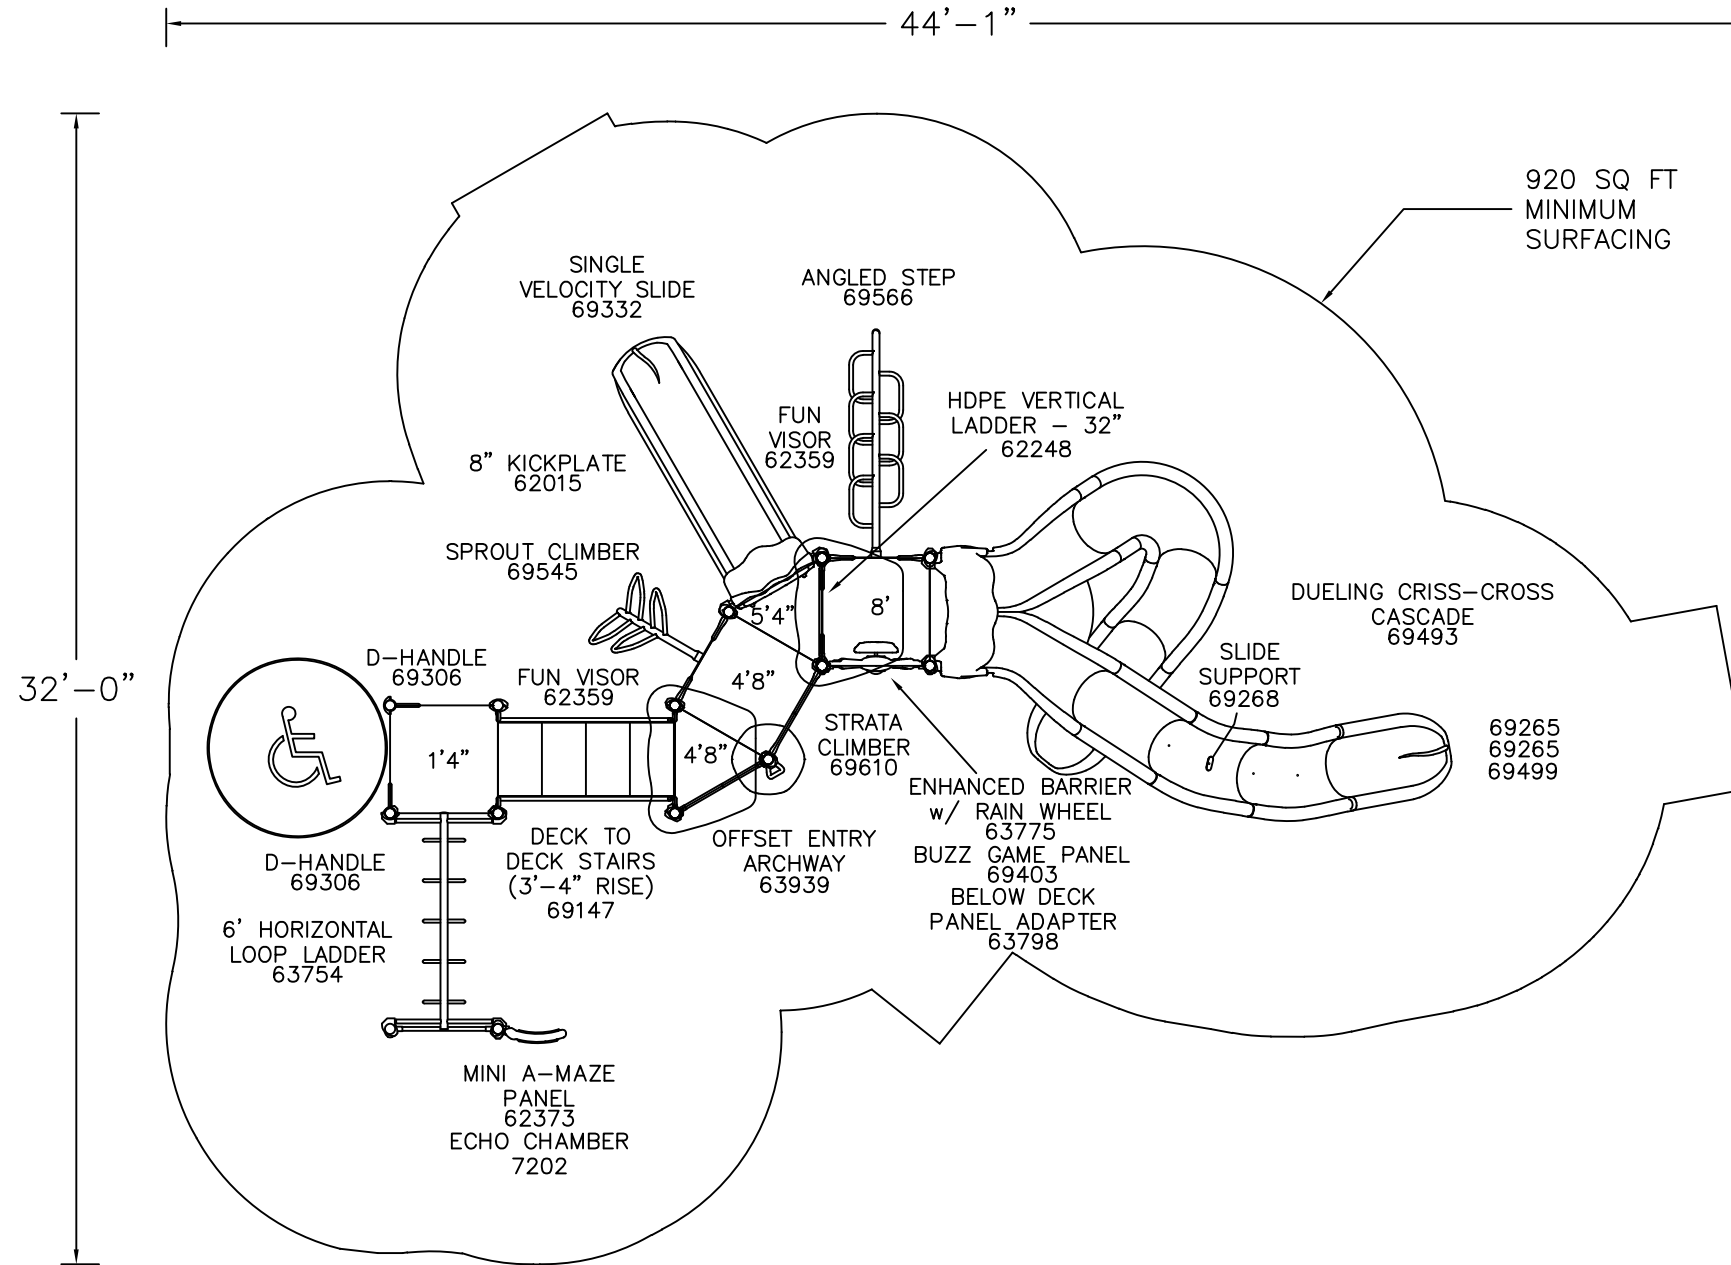 44'-1"
920 SQ FT
MINIMUM
SURFACING
SINGLE
VELOCITY SLIDE
69332
ANGLED STEP
69566
FUN
VISOR
62359
HDPE VERTICAL
LADDER - 32"
62248
8" KICKPLATE
62015
SPROUT CLIMBER
69545
5'4"
8'
DUELING CRISS-CROSS
CASCADE
69493
SLIDE
SUPPORT
69268
D-HANDLE
69306
FUN VISOR
62359
4'8"
32'-0"
1'4"
4'8"
STRATA
CLIMBER
69610
69265
69265
69499
ENHANCED BARRIER
w/ RAIN WHEEL
63775
BUZZ GAME PANEL
69403
BELOW DECK
PANEL ADAPTER
63798
D-HANDLE
69306
DECK TO
DECK STAIRS
(3'-4" RISE)
69147
OFFSET ENTRY
ARCHWAY
63939
6' HORIZONTAL
LOOP LADDER
63754
MINI A-MAZE
PANEL
62373
ECHO CHAMBER
7202